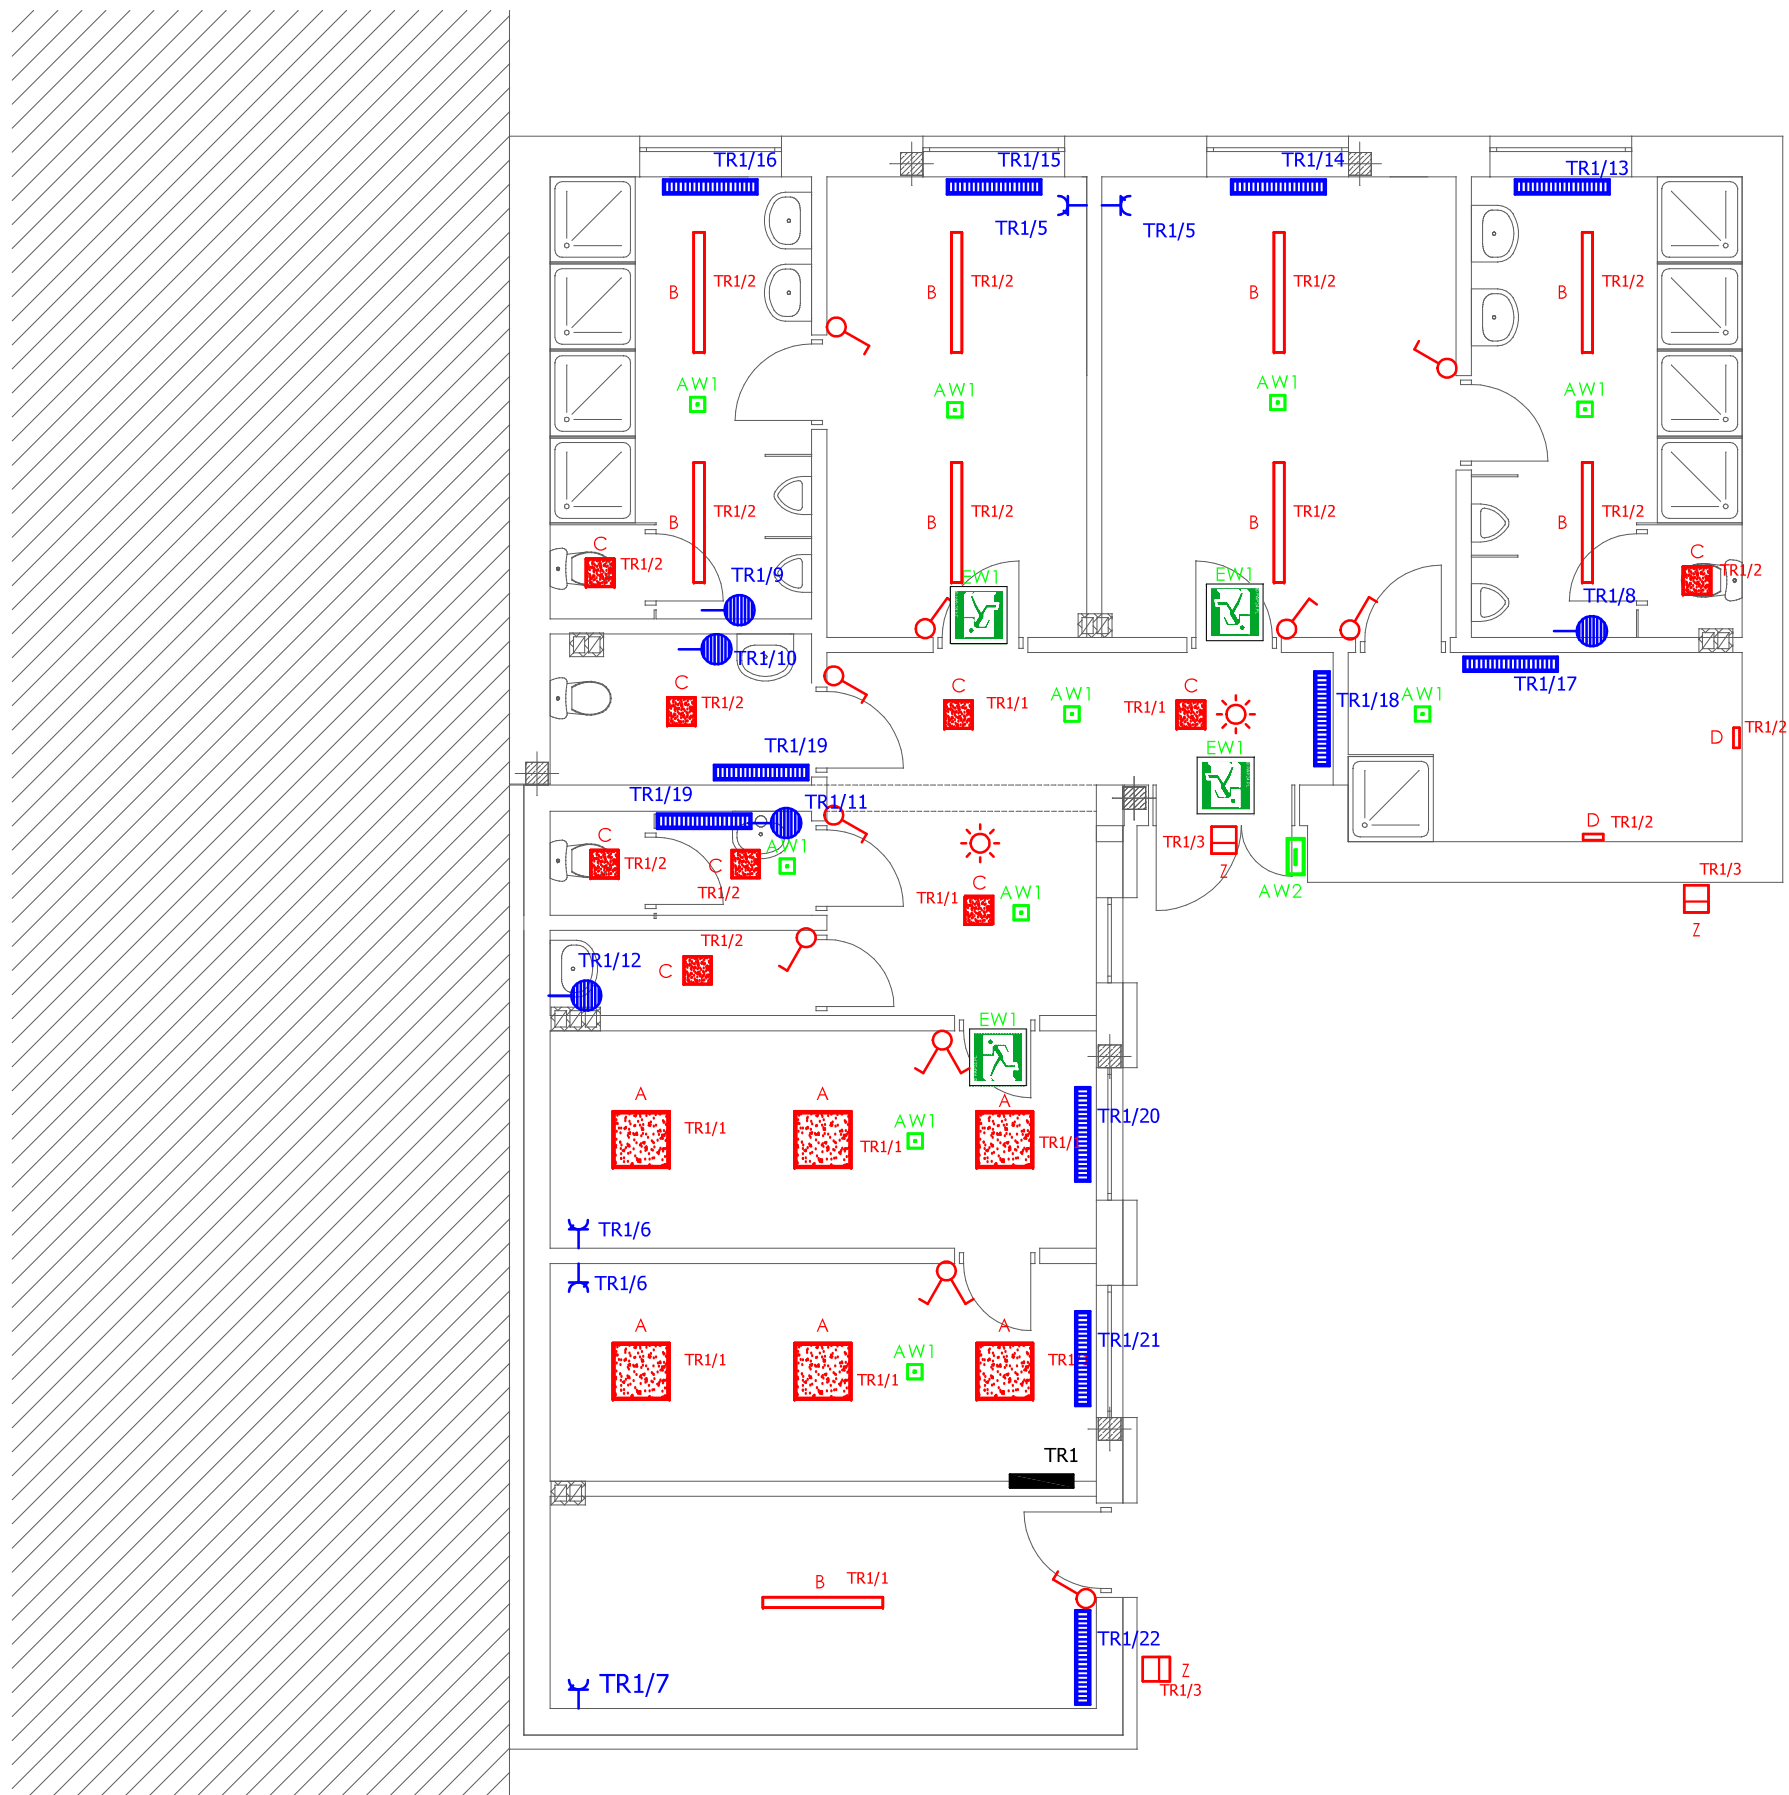 TR1/16
TR1/15
TR1/14
TR1/13
TR1/5
TR1/5
B
TR1/2
B
TR1/2
B
TR1/2
B
TR1/2
AW1
AW1
AW1
AW1
B
TR1/2
B
TR1/2
B
TR1/2
B
TR1/2
C
TR1/2
TR1/9
EW1
EW1
C
TR1/2
TR1/8
TR1/10
C
TR1/2
C
TR1/1
AW1
C
TR1/1
TR1/18
AW1
TR1/17
D
TR1/2
TR1/19
EW1
TR1/19
TR1/11
C
TR1/2
C
TR1/2
AW1
TR1/3
Z
AW2
D
TR1/2
TR1/3
Z
C
TR1/1
AW1
TR1/2
C
TR1/12
EW1
A
TR1/1
A
TR1/1
AW1
A
TR1/20
TR1/6
TR1/6
A
TR1/1
A
TR1/1
AW1
A
TR1/21
TR1
B
TR1/1
TR1/22
TR1/7
Z
TR1/3